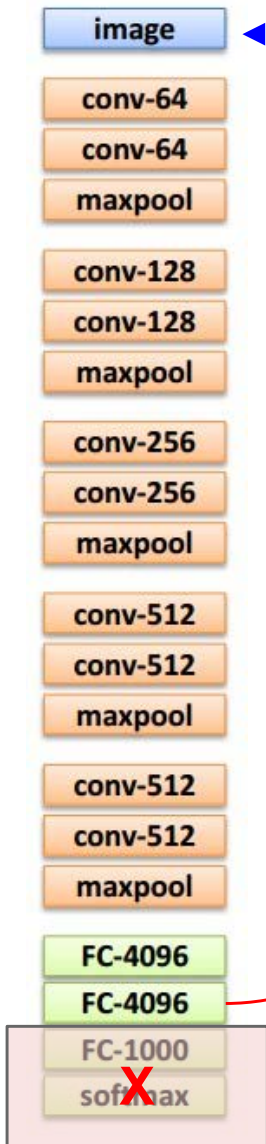 image
conv-64
conv-64
maxpool
conv-128
conv-128
maxpool
conv-256
conv-256
maxpool
conv-512
conv-512
maxpool
conv-512
conv-512
maxpool
FC-4096
FC-4096
FC-1000
softmax
X